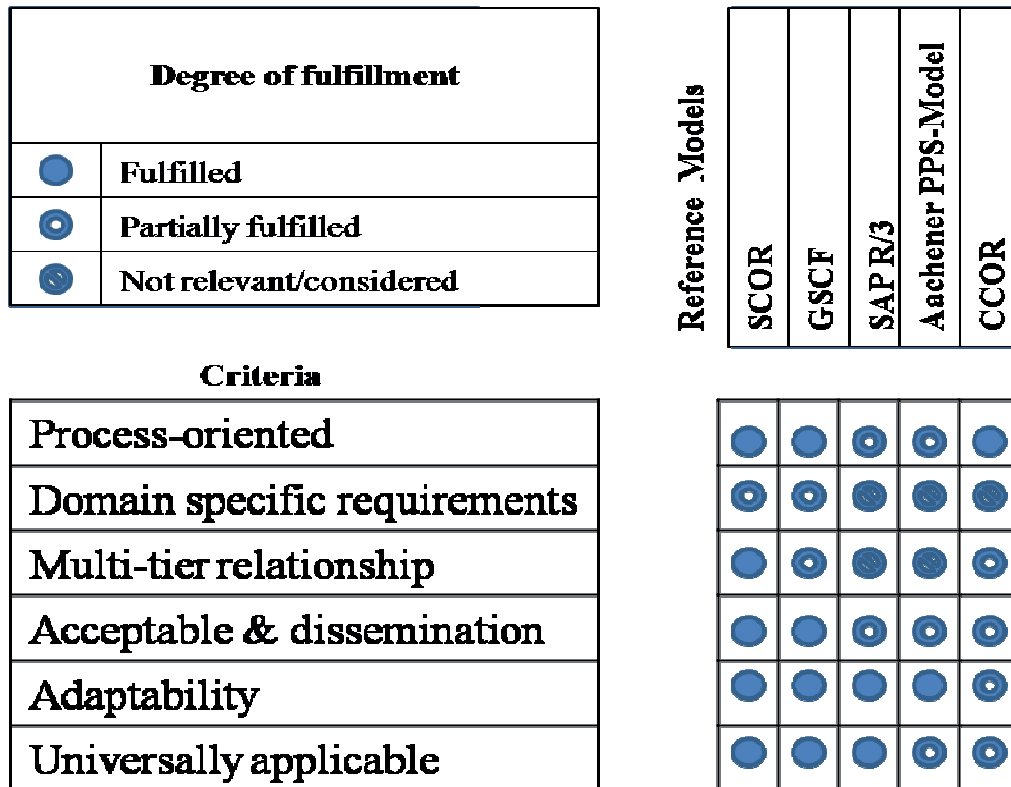 Degree of fulfillment
Fulfilled
Partially fulfilled
Not relevant/considered
Reference Models
SCOR
GSCF
SAP R/3
Aachener PPS-Model
CCOR
Criteria
Process-oriented
Domain specific requirements
Multi-tier relationship
Acceptable & dissemination
Adaptability
Universally applicable